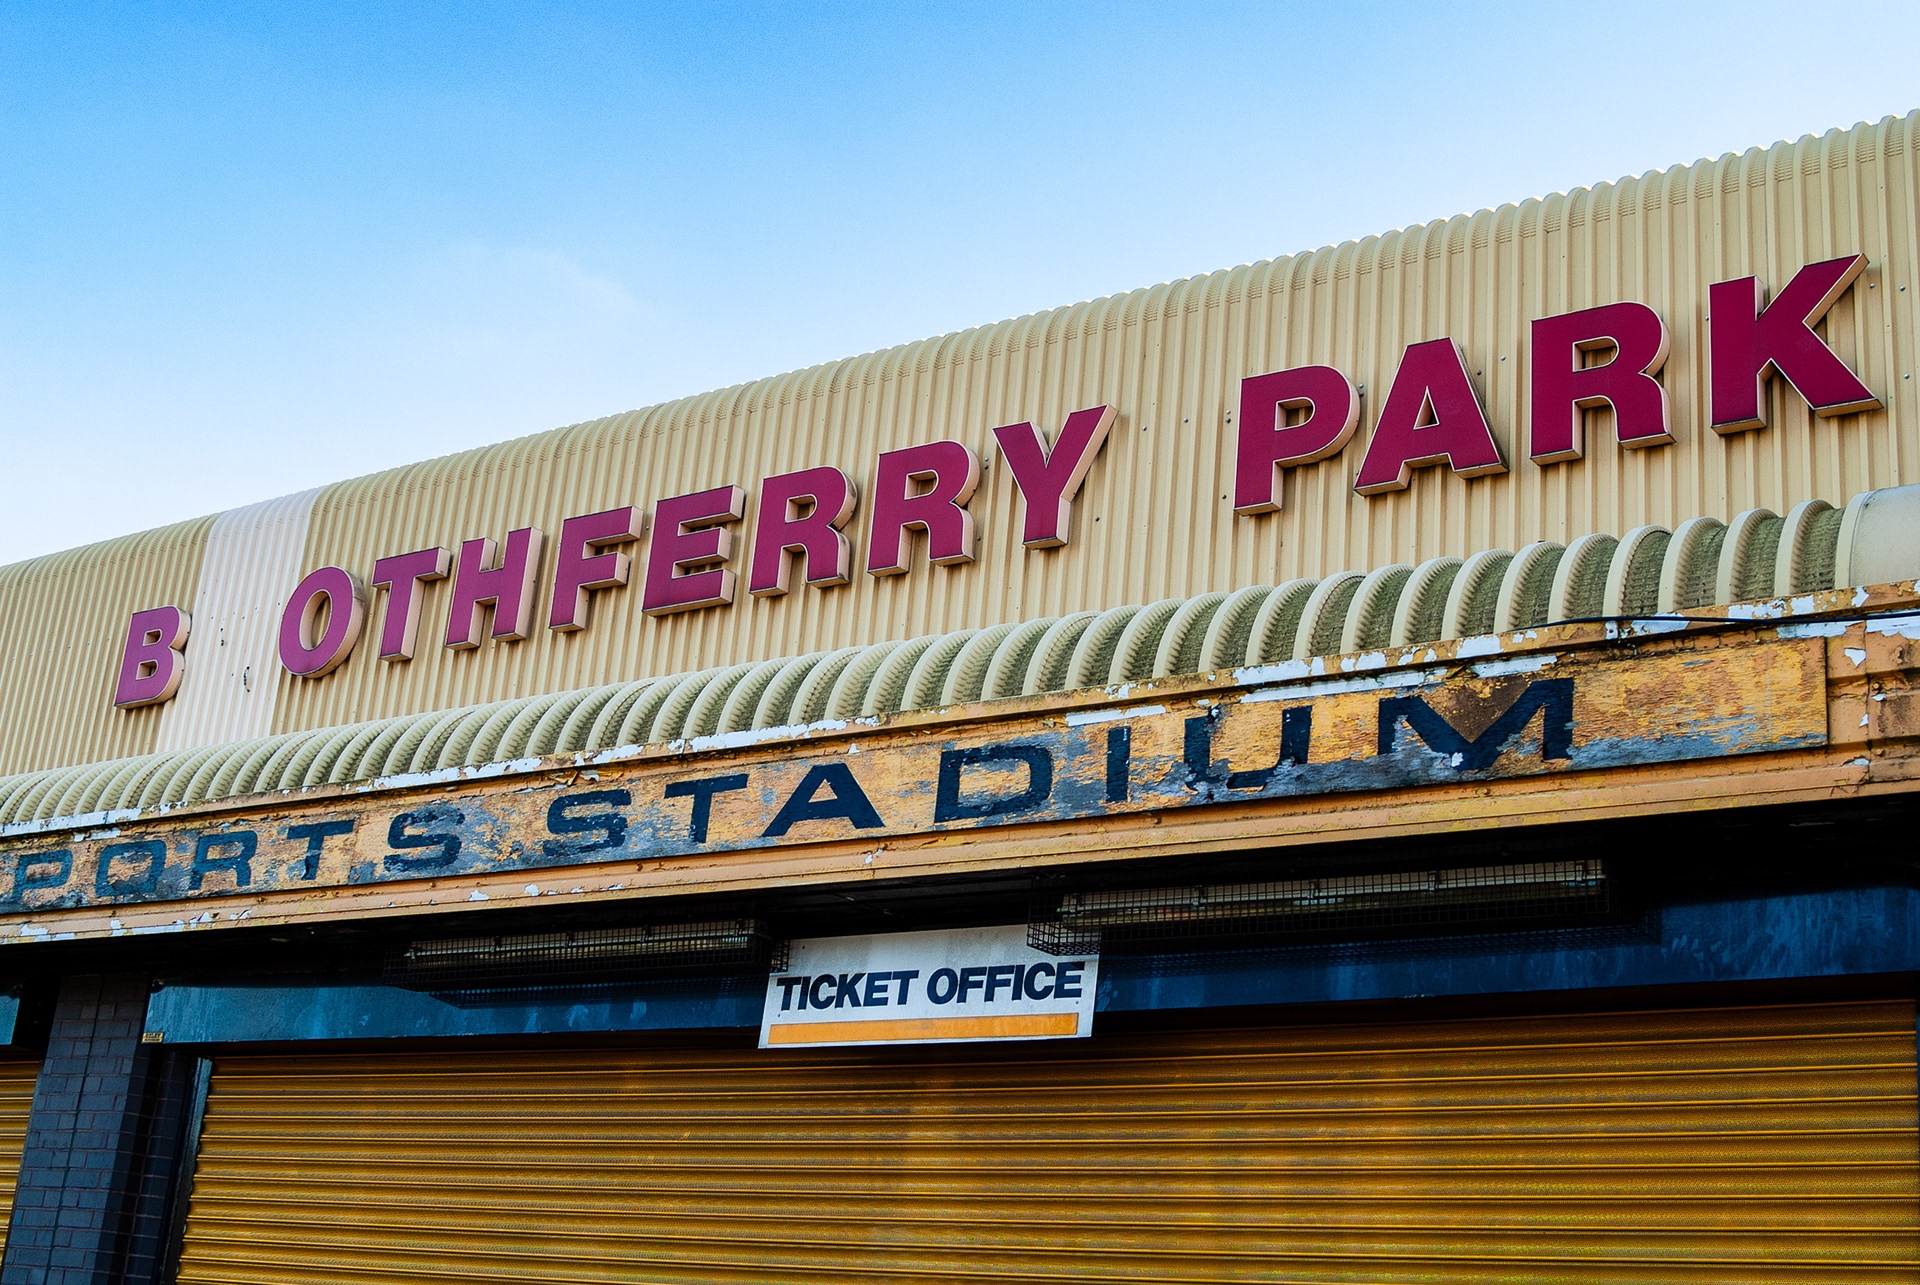 B OTHFERRY PARK
PORTS STADIUM
TICKET OFFICE